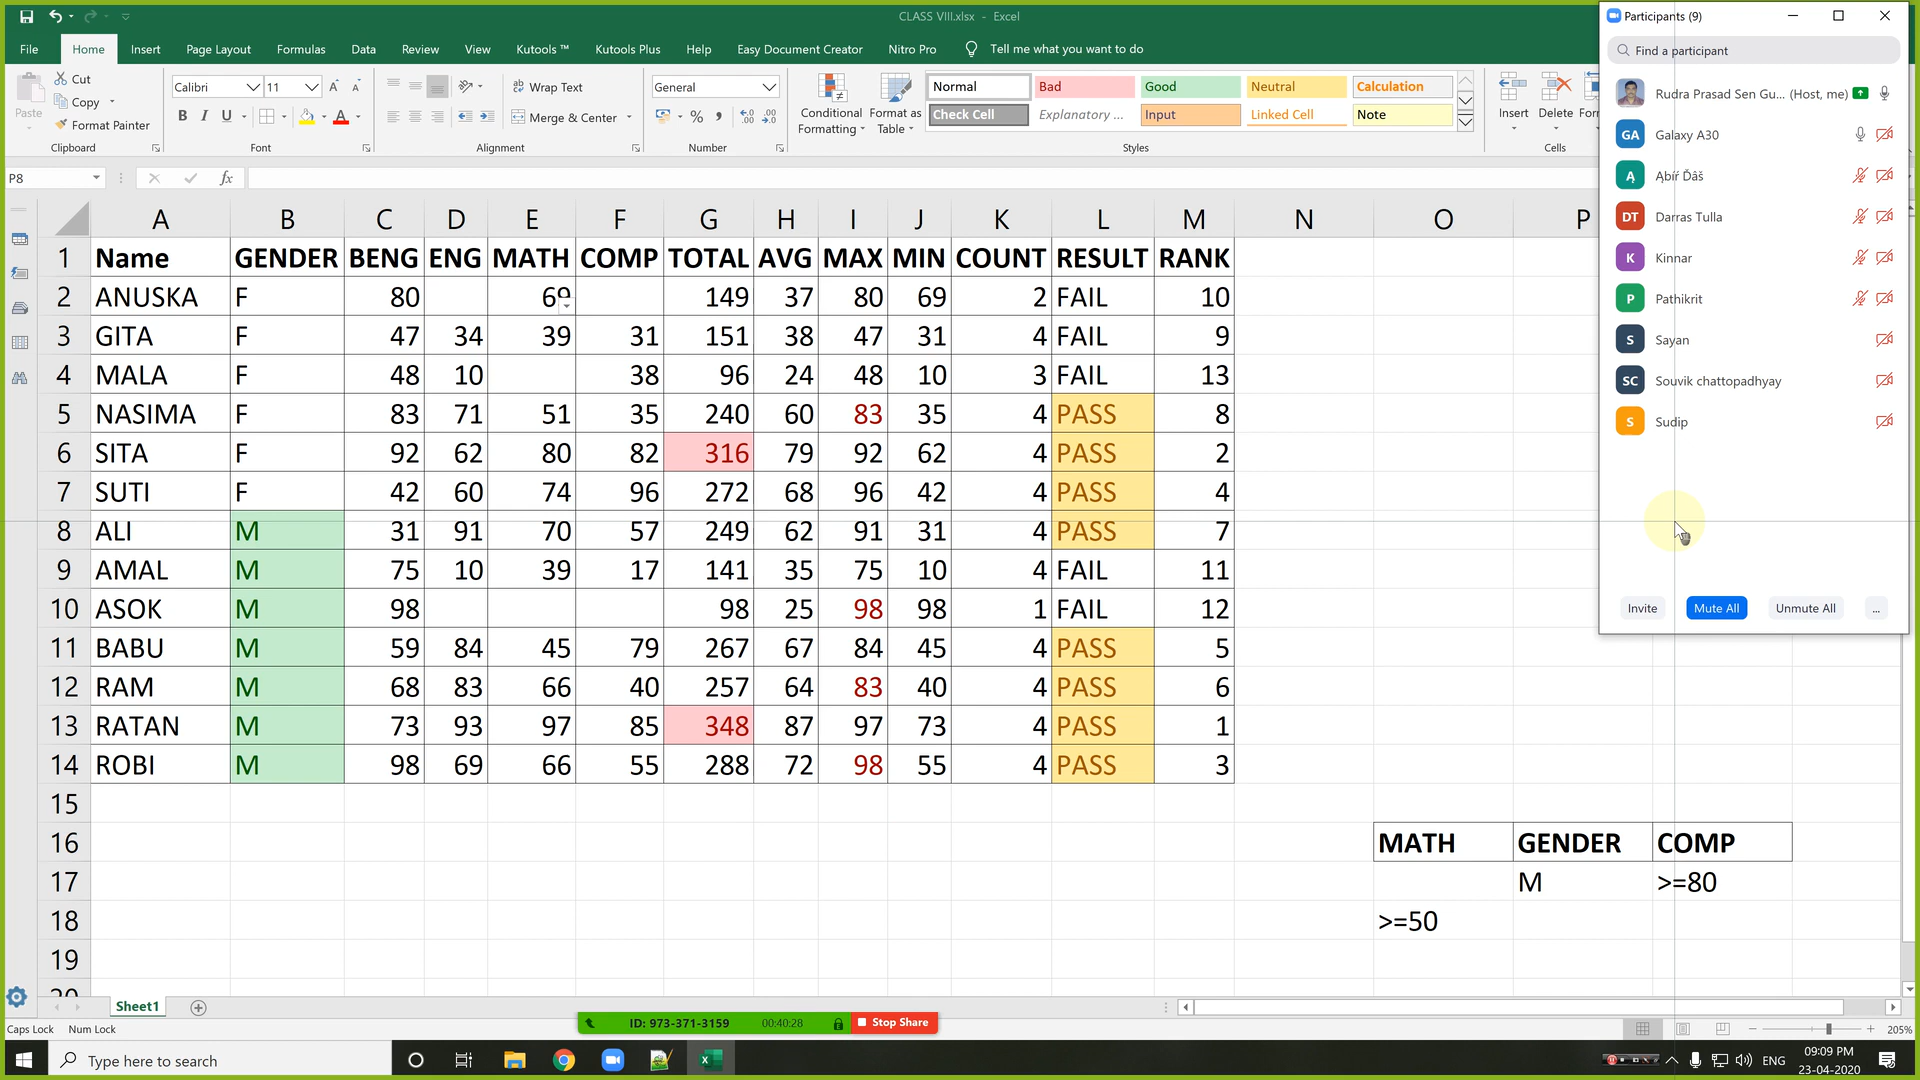 CLASS VIII.xlsx - Excel
Participants (9)
File Home Insert Page Layout Formulas Data Review View Kutools ™ Kutools Plus Help Easy Document Creator Nitro Pro Tell me what you want to do
Find a participant
Paste
Cut
Copy
Format Painter
Clipboard
Calibri 11
B I U
Font
Wrap Text
Merge & Center
Alignment
General
Number
Conditional Formatting
Format as Table
Normal Bad Good Neutral Calculation
Check Cell Explanatory ... Input Linked Cell Note
Styles
Insert Delete
Cells
Rudra Prasad Sen Gu... (Host, me)
GA Galaxy A30
Ą Ąbíř Ďâš
DT Darras Tulla
K Kinnar
P Pathikrit
S Sayan
SC Souvik chattopadhyay
S Sudip
Invite Mute All Unmute All ...
P8 fx
A B C D E F G H I J K L M N O P
1 Name GENDER BENG ENG MATH COMP TOTAL AVG MAX MIN COUNT RESULT RANK
2 ANUSKA F 80 69 149 37 80 69 2 FAIL 10
3 GITA F 47 34 39 31 151 38 47 31 4 FAIL 9
4 MALA F 48 10 38 96 24 48 10 3 FAIL 13
5 NASIMA F 83 71 51 35 240 60 83 35 4 PASS 8
6 SITA F 92 62 80 82 316 79 92 62 4 PASS 2
7 SUTI F 42 60 74 96 272 68 96 42 4 PASS 4
8 ALI M 31 91 70 57 249 62 91 31 4 PASS 7
9 AMAL M 75 10 39 17 141 35 75 10 4 FAIL 11
10 ASOK M 98 98 25 98 98 1 FAIL 12
11 BABU M 59 84 45 79 267 67 84 45 4 PASS 5
12 RAM M 68 83 66 40 257 64 83 40 4 PASS 6
13 RATAN M 73 93 97 85 348 87 97 73 4 PASS 1
14 ROBI M 98 69 66 55 288 72 98 55 4 PASS 3
15
16 MATH GENDER COMP
17 M >=80
18 >=50
19
20
Sheet1
Caps Lock Num Lock
ID: 973-371-3159 00:40:28 Stop Share
205%
Type here to search
ENG
09:09 PM
23-04-2020